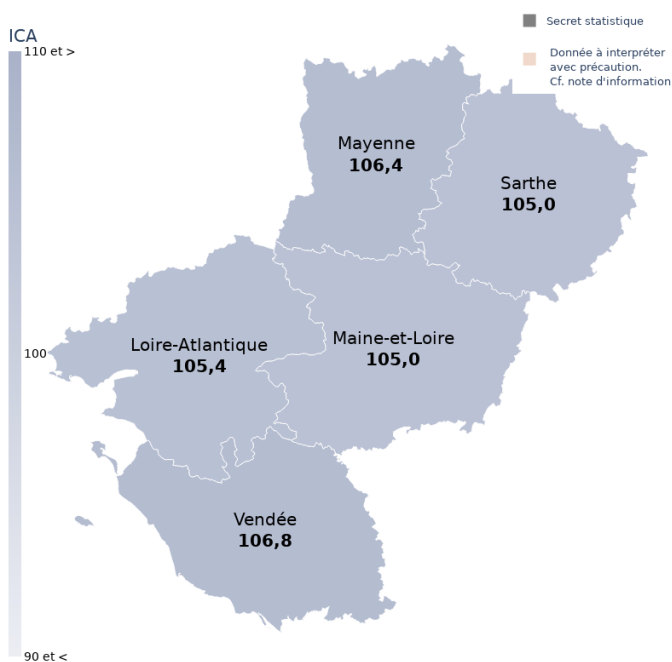 Secret statistique
Donnée à interpréter
avec précaution.
Cf. note d'information
ICA
110 et >
Mayenne
106,4
Sarthe
105,0
Loire-Atlantique
105,4
Maine-et-Loire
105,0
100
Vendée
106,8
90 et <